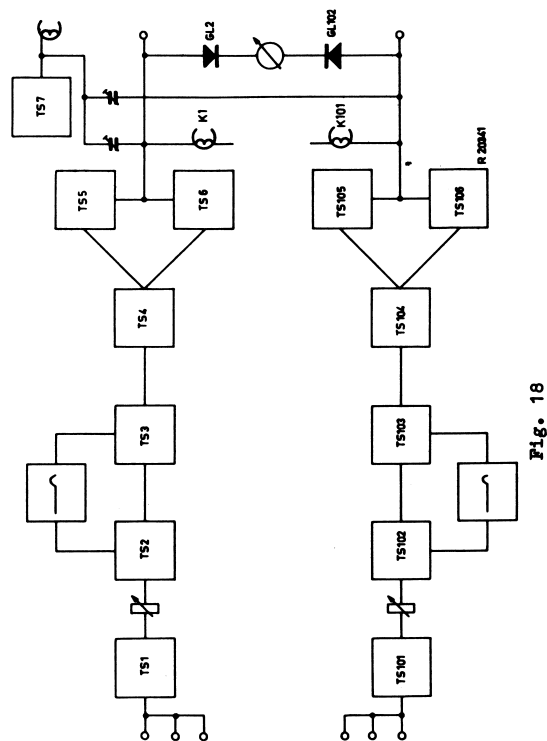 TS7
GL2
GL102
K1
K101
TS5
TS6
TS105
TS106
R 20341
TS4
TS104
TS3
TS103
TS2
TS102
TS1
TS101
Fig. 18